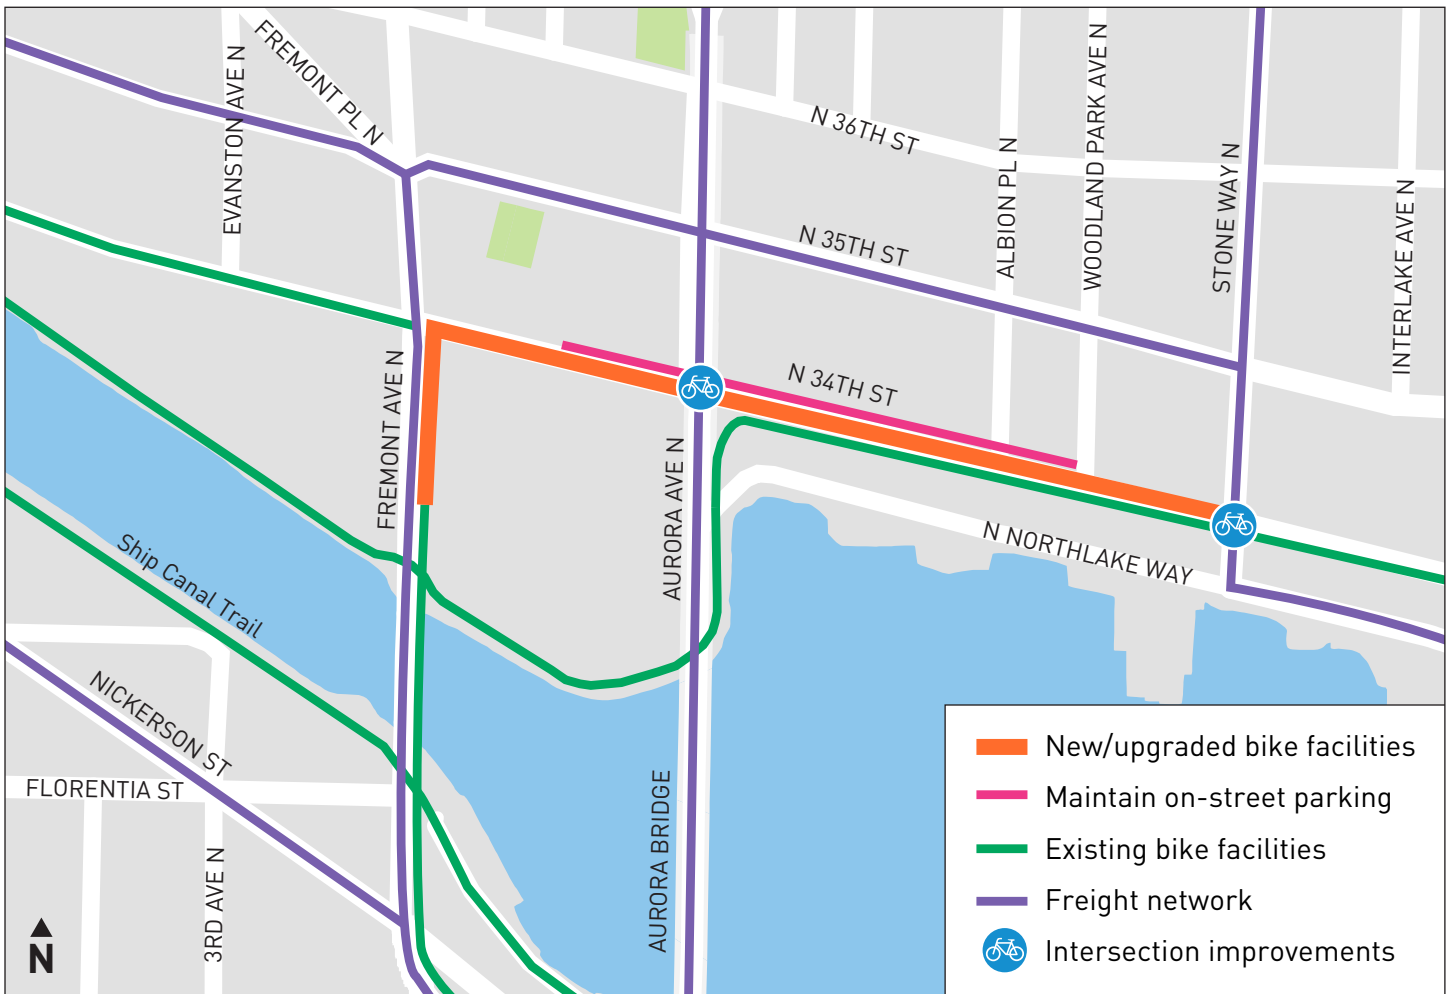 EVANSTON AVE N
FREMONT PL N
N 36TH ST
ALBION PL N
WOODLAND PARK AVE N
STONE WAY N
INTERLAKE AVE N
N 35TH ST
FREMONT AVE N
N 34TH ST
AURORA AVE N
N NORTHLAKE WAY
Ship Canal Trail
NICKERSON ST
FLORENTIA ST
3RD AVE N
AURORA BRIDGE
N
New/upgraded bike facilities
Maintain on-street parking
Existing bike facilities
Freight network
Intersection improvements